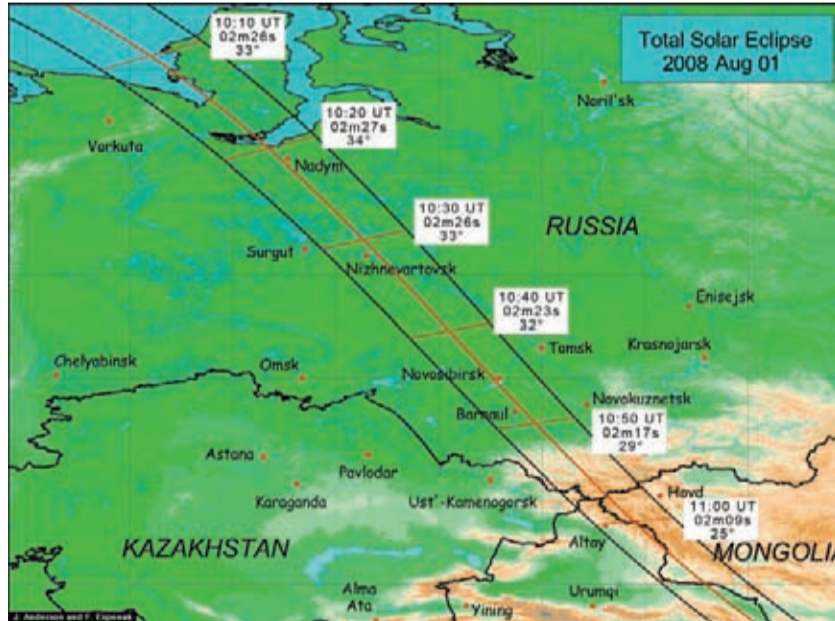 10:10 UT
02m26s
33°
Total Solar Eclipse
2008 Aug 01
Noril'sk
Vorkuta
10:20 UT
02m27s
34°
Nadym
10:30 UT
02m26s
33°
RUSSIA
Surgut
Nizhnevartovsk
10:40 UT
02m23s
32°
Enisejsk
Tomsk
Krasnojarsk
Chelyabinsk
Omsk
Novosibirsk
Barnaul
Novokuznetsk
10:50 UT
02m17s
29°
Astana
Pavlodar
Karaganda
Ust'-Kamenogorsk
Hovd
11:00 UT
02m09s
25°
KAZAKHSTAN
Altay
MONGOLIA
Alma
Ata
Yining
Urumqi
J. Anderson and F. Espenak